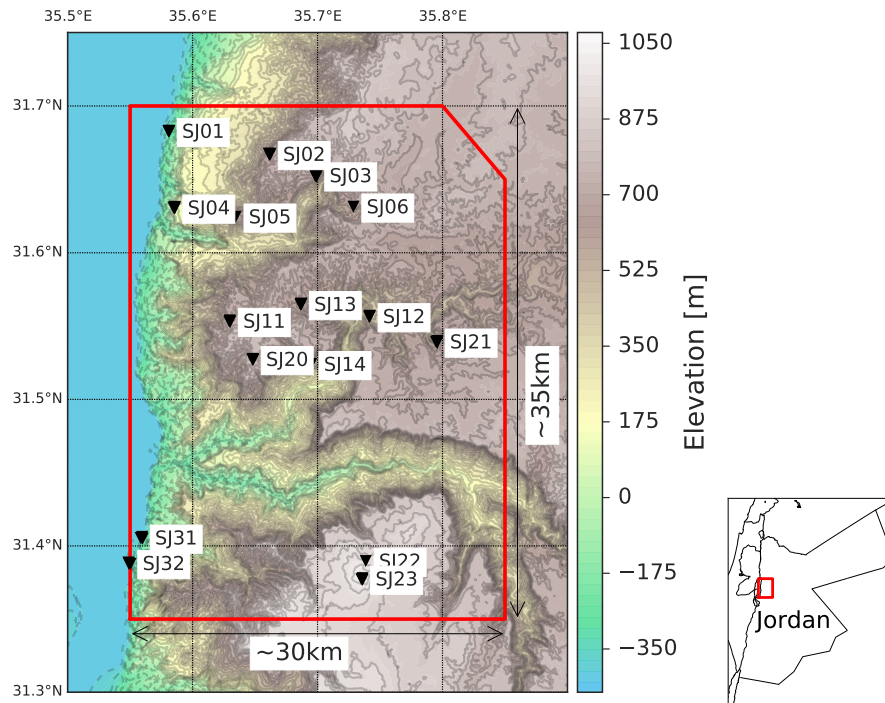 35.5°E 35.6°E 35.7°E 35.8°E
31.7°N
31.6°N
31.5°N
31.4°N
31.3°N
SJ01
SJ02
SJ03
SJ04
SJ05
SJ06
SJ13
SJ11
SJ12
SJ20
SJ14
SJ21
SJ31
SJ32
SJ22
SJ23
~35km
~30km
1050
875
700
525
350
175
0
−175
−350
Elevation [m]
Jordan